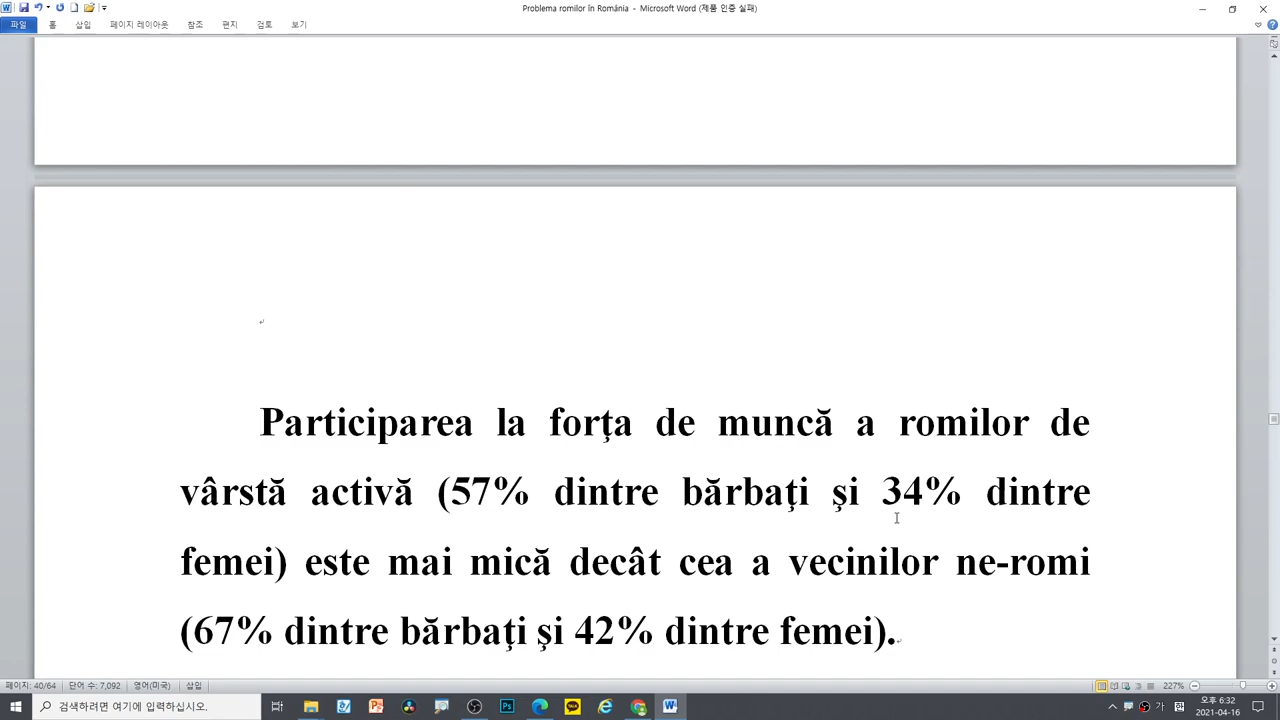 Problema romilor în România - Microsoft Word (제품 인증 실패)
파일 홈 삽입 페이지 레이아웃 참조 편지 검토 보기
Participarea la forţa de muncă a romilor de
vârstă activă (57% dintre bărbaţi şi 34% dintre
femei) este mai mică decât cea a vecinilor ne-romi
(67% dintre bărbaţi şi 42% dintre femei).
페이지: 40/64 단어 수: 7,092 영어(미국) 삽입 227%
검색하려면 여기에 입력하십시오. 가 오후 6:32
2021-04-16